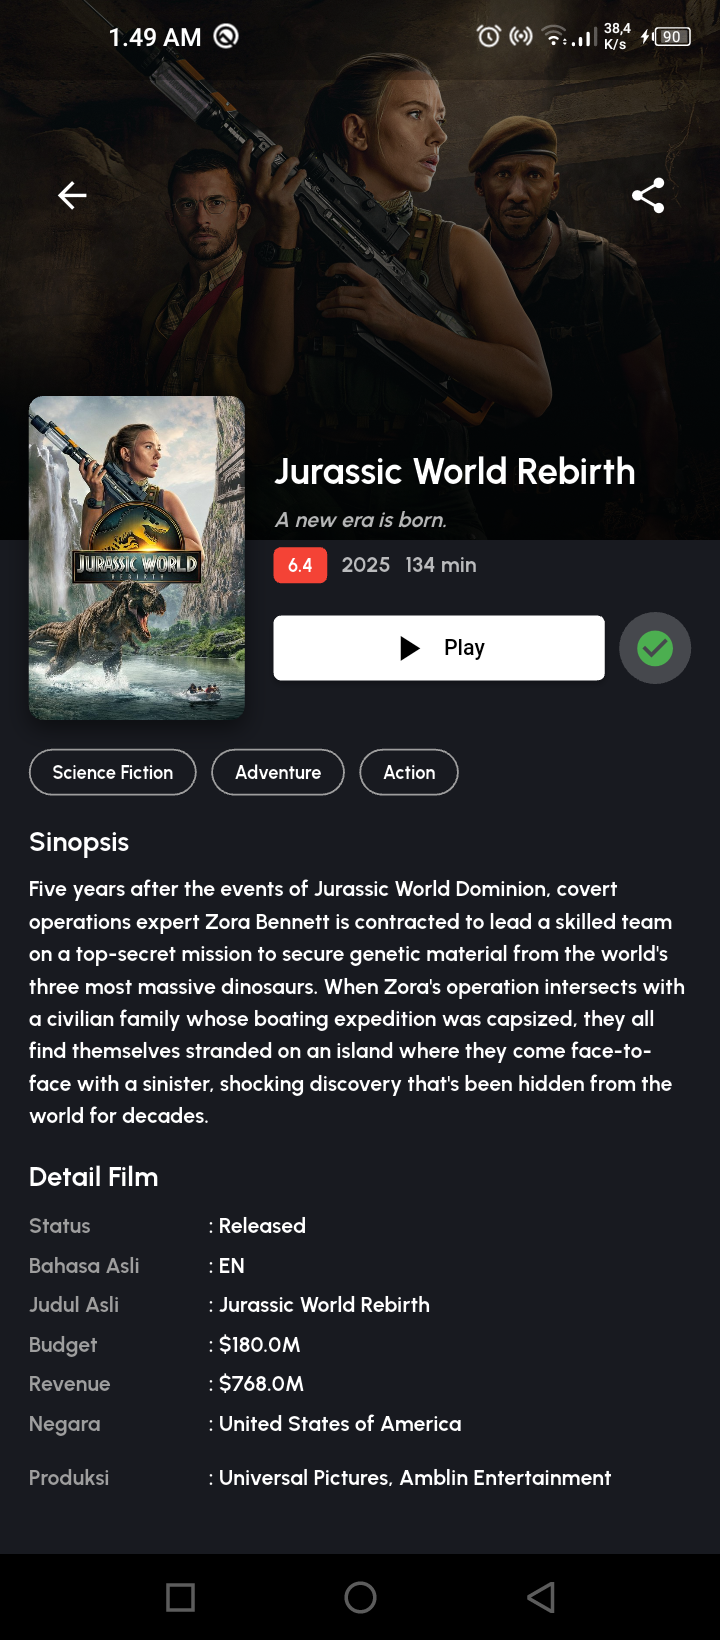 1.49 AM
38,4
K/s
90
JURASSIC WORLD
REBIRTH
Jurassic World Rebirth
A new era is born.
6.4 2025 134 min
Play
Science Fiction Adventure Action
Sinopsis
Five years after the events of Jurassic World Dominion, covert
operations expert Zora Bennett is contracted to lead a skilled team
on a top-secret mission to secure genetic material from the world's
three most massive dinosaurs. When Zora's operation intersects with
a civilian family whose boating expedition was capsized, they all
find themselves stranded on an island where they come face-to-
face with a sinister, shocking discovery that's been hidden from the
world for decades.
Detail Film
Status : Released
Bahasa Asli : EN
Judul Asli : Jurassic World Rebirth
Budget : $180.0M
Revenue : $768.0M
Negara : United States of America
Produksi : Universal Pictures, Amblin Entertainment